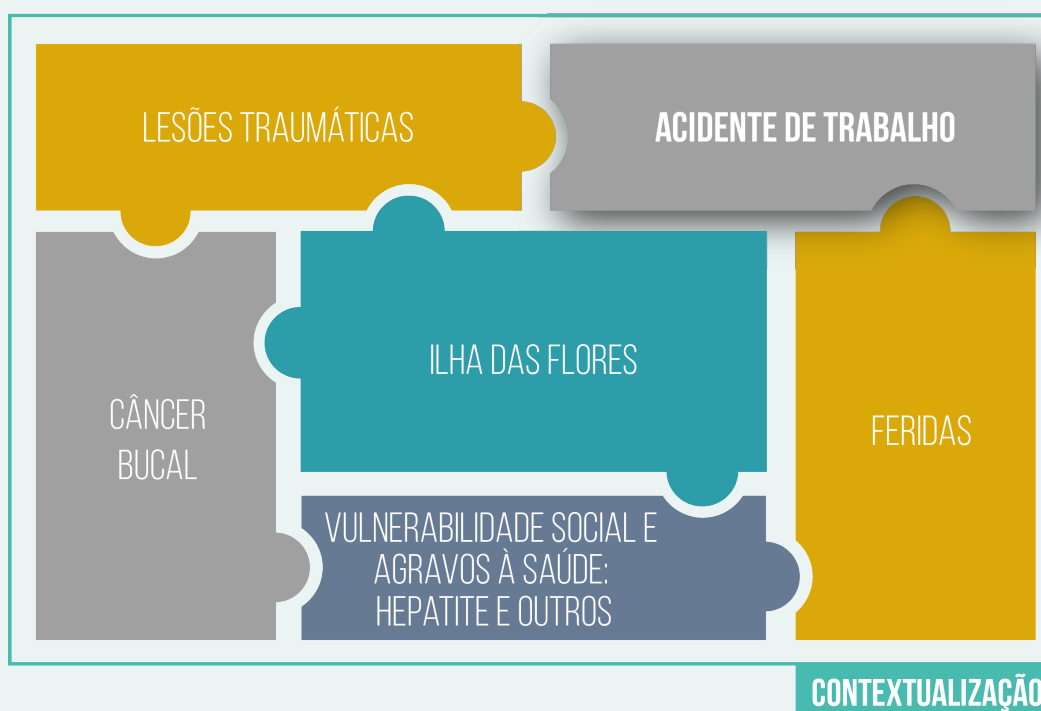 LESÕES TRAUMÁTICAS
ACIDENTE DE TRABALHO
ILHA DAS FLORES
CÂNCER
BUCAL
FERIDAS
VULNERABILIDADE SOCIAL E
AGRAVOS À SAÚDE:
HEPATITE E OUTROS
CONTEXTUALIZAÇÃO